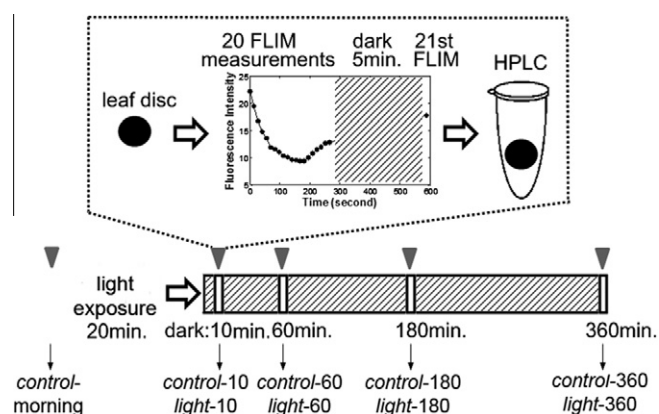 20 FLIM measurements
dark 5min.
21st FLIM
HPLC
leaf disc
Fluorescence Intensity
25
20
15
10
5
0 100 200 300 400 500 600
Time (second)
light exposure 20min.
dark:10min. 60min. 180min. 360min.
control-morning
control-10
light-10
control-60
light-60
control-180
light-180
control-360
light-360